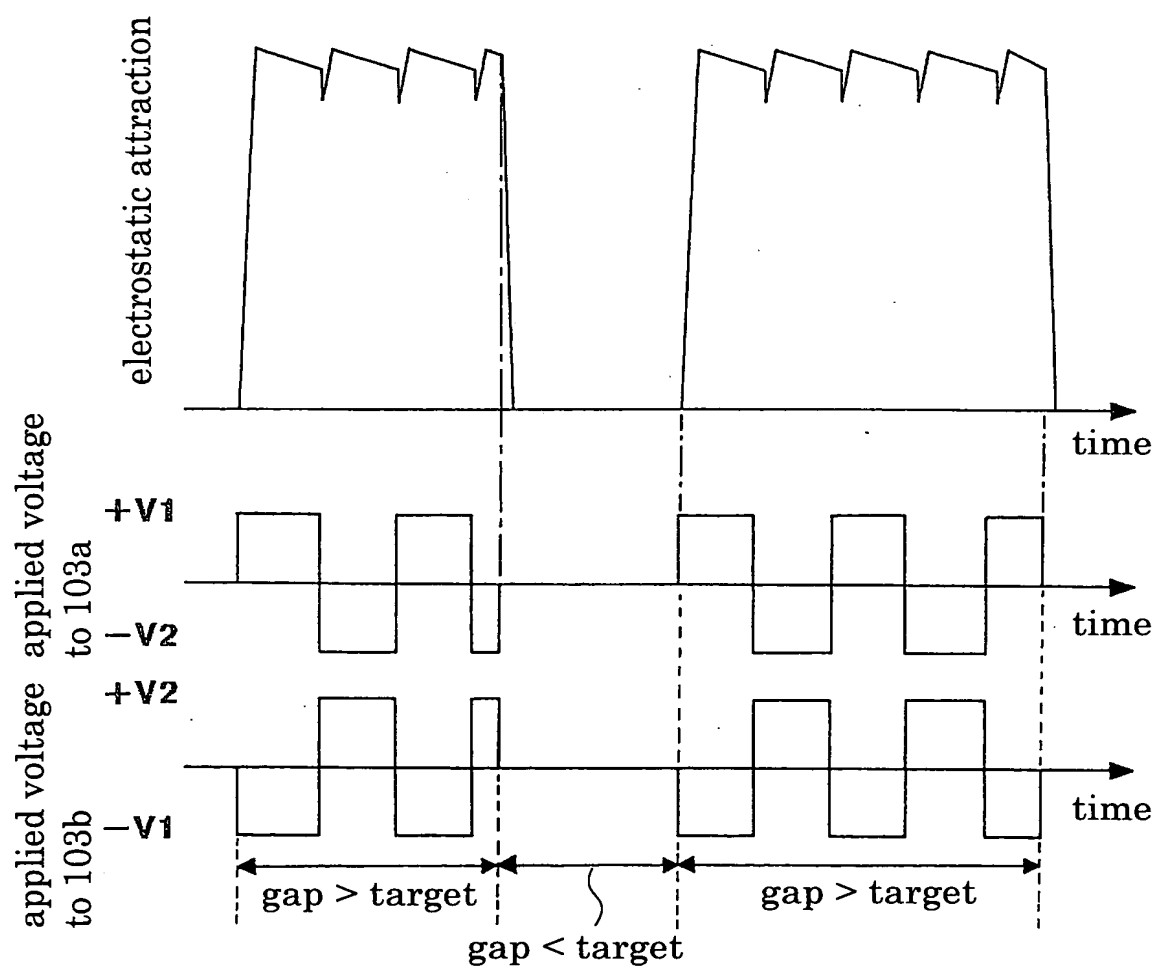 electrostatic attraction
time
applied voltage
to 103a
+V1
−V2
time
applied voltage
to 103b
+V2
−V1
time
gap > target
gap > target
gap < target